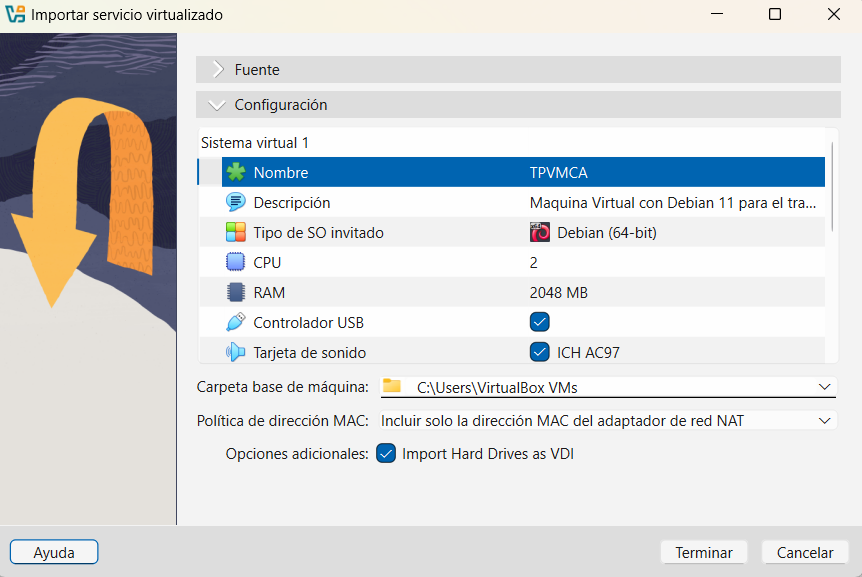 Importar servicio virtualizado
Fuente
Configuración
Sistema virtual 1
Nombre TPVMCA
Descripción Maquina Virtual con Debian 11 para el tra...
Tipo de SO invitado Debian (64-bit)
CPU 2
RAM 2048 MB
Controlador USB
Tarjeta de sonido ICH AC97
Carpeta base de máquina: C:\Users\VirtualBox VMs
Política de dirección MAC: Incluir solo la dirección MAC del adaptador de red NAT
Opciones adicionales: Import Hard Drives as VDI
Ayuda Terminar Cancelar